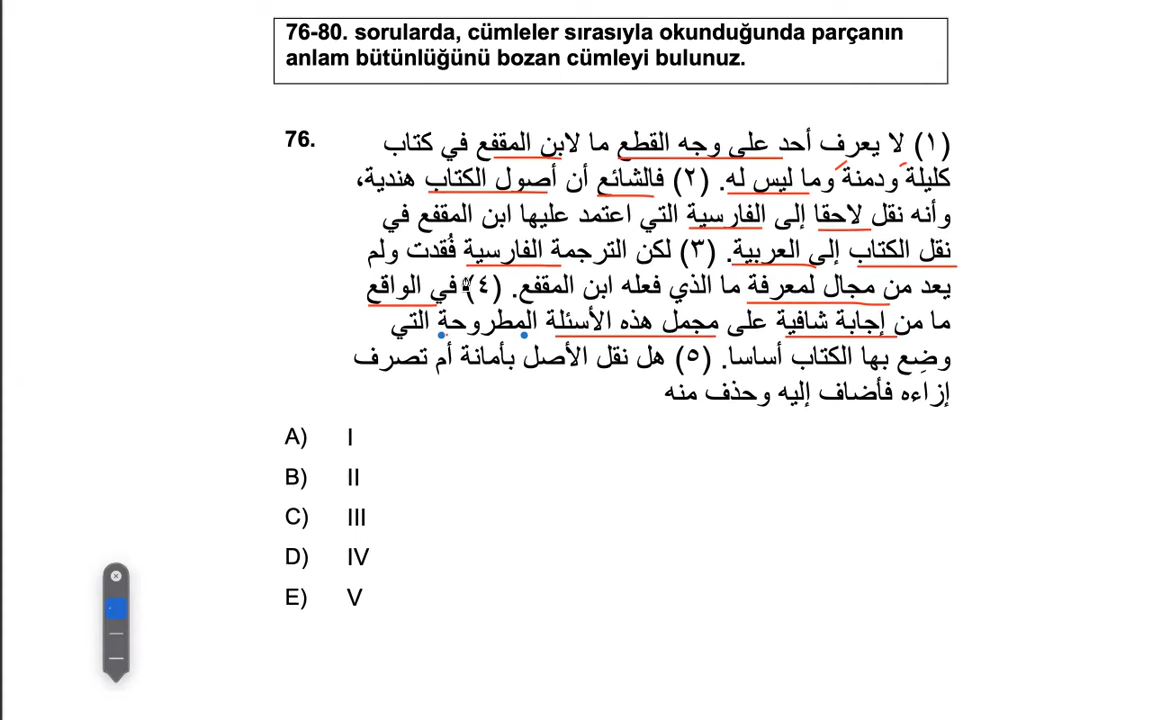 76-80. sorularda, cümleler sırasıyla okunduğunda parçanın
anlam bütünlüğünü bozan cümleyi bulunuz.
76.
(١) لا يعرف أحد على وجه القطع ما لابن المقفع في كتاب
كليلة ودمنة وما ليس له. (٢) فالشائع أن أصول الكتاب هندية،
وأنه نقل لاحقا إلى الفارسية التي اعتمد عليها ابن المقفع في
نقل الكتاب إلى العربية. (٣) لكن الترجمة الفارسية فُقدت ولم
يعد من مجال لمعرفة ما الذي فعله ابن المقفع. (٤) في الواقع
ما من إجابة شافية على مجمل هذه الأسئلة المطروحة التي
وضِع بها الكتاب أساسا. (٥) هل نقل الأصل بأمانة أم تصرف
إزاءه فأضاف إليه وحذف منه
A) I
B) II
C) III
D) IV
E) V